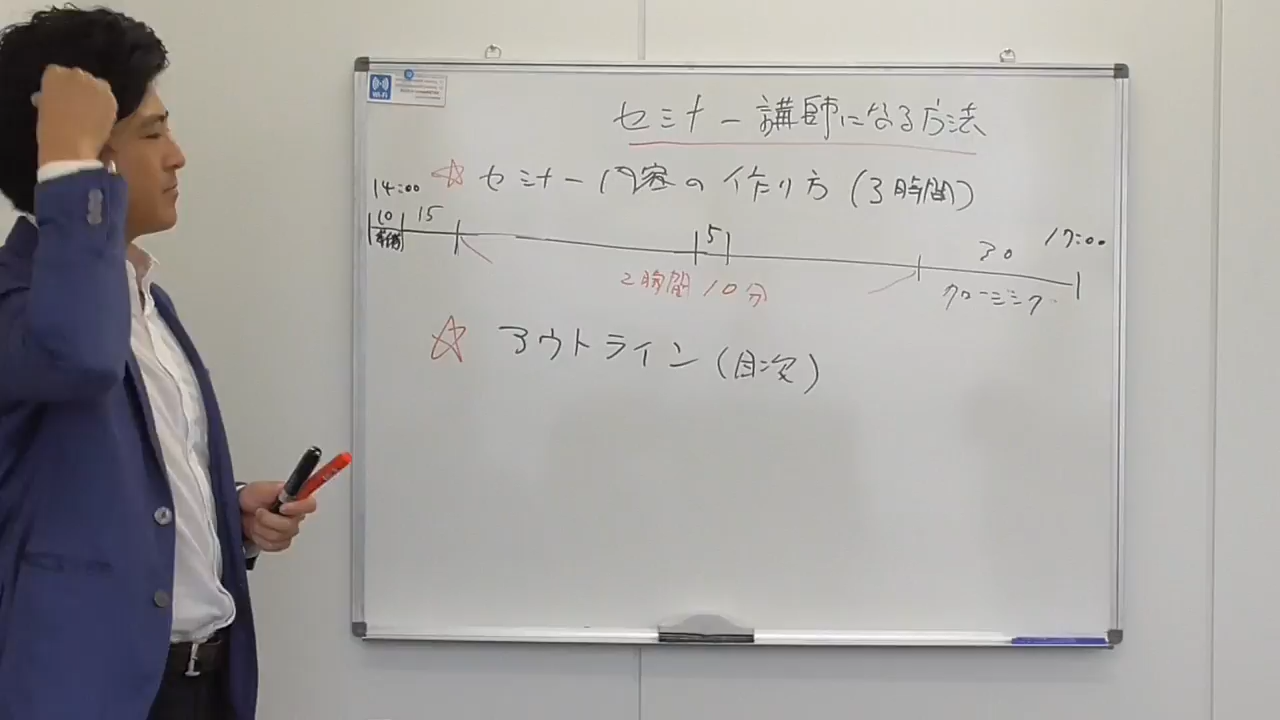 Wi-Fi
セミナー講師になる方法
☆ セミナー内容の作り方(3時間)
14:00
10 15 5 30 17:00
準備
2時間10分
クロージング
☆ アウトライン(目次)